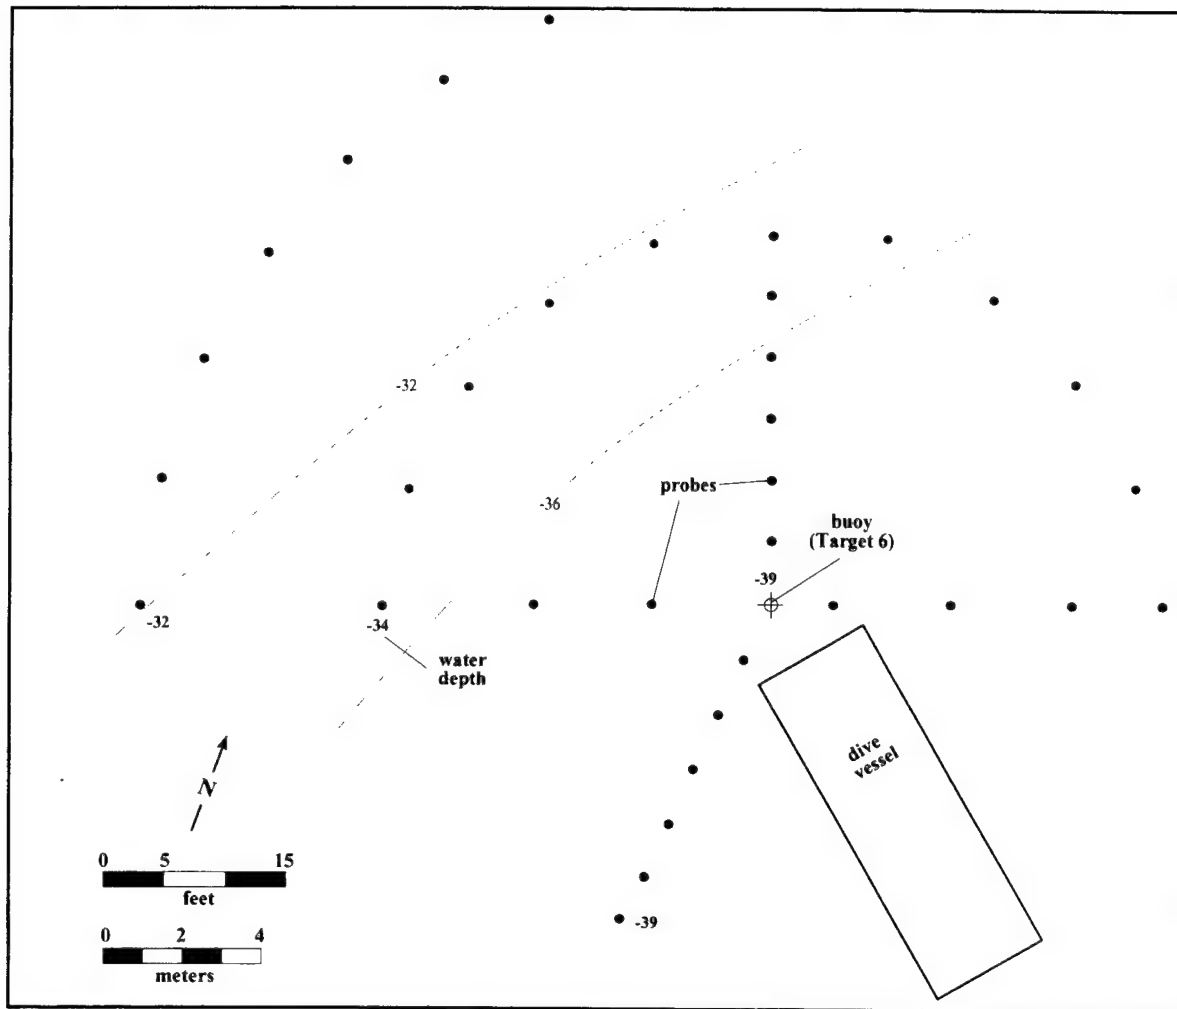 -32
-36
probes
buoy
(Target 6)
-39
-32
-34
water
depth
dive
vessel
N
0 5 15
feet
-39
0 2 4
meters